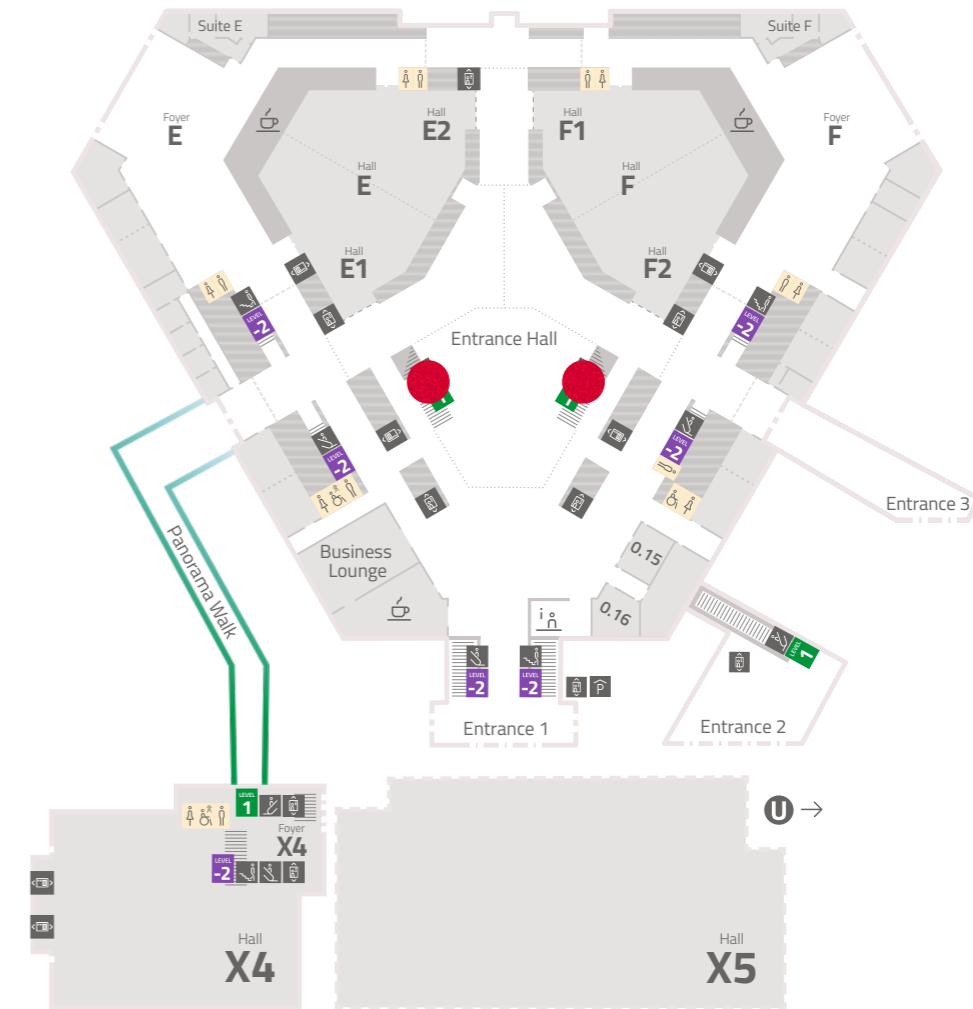 Suite E
Suite F
Foyer
E
Hall
E2
Hall
F1
Foyer
F
Hall
E
Hall
F
Hall
E1
Hall
F2
LEVEL
-2
LEVEL
-2
Entrance Hall
1
1
LEVEL
-2
LEVEL
-2
Entrance 3
Panorama Walk
Business
Lounge
0.15
0.16
i
LEVEL
1
LEVEL
-2
LEVEL
-2
P
Entrance 1
Entrance 2
LEVEL
1
U →
Foyer
X4
LEVEL
-2
Hall
X4
Hall
X5